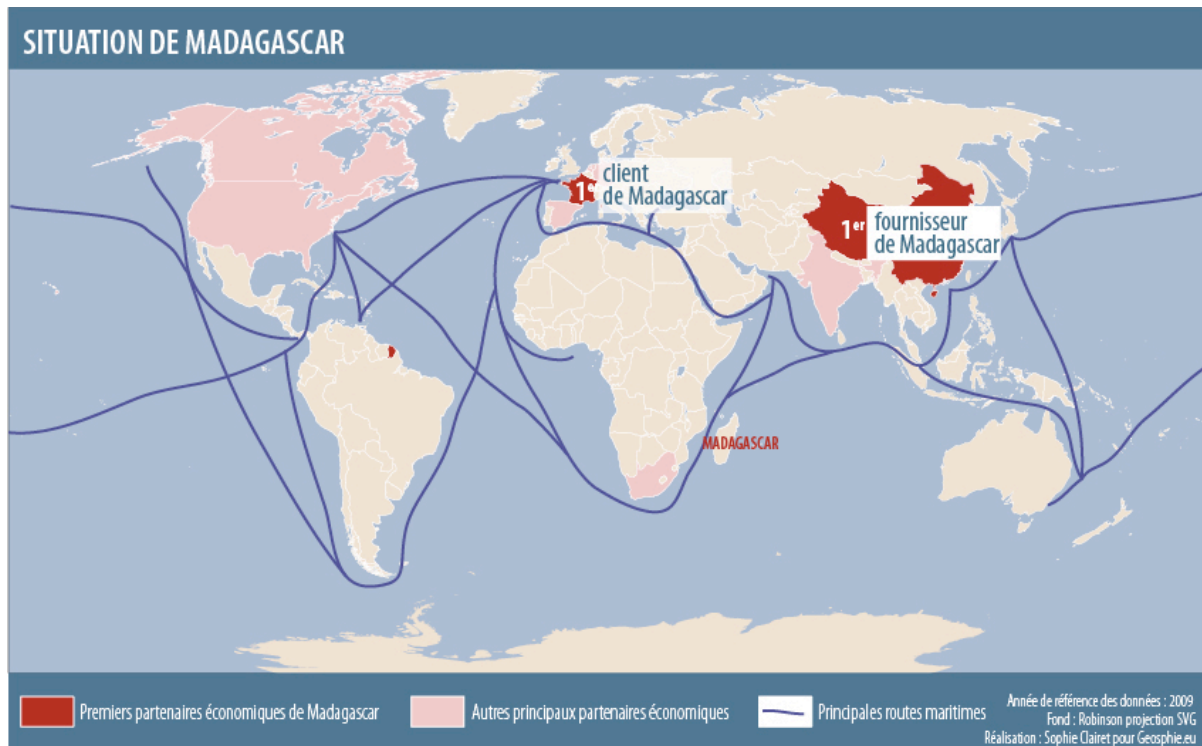 SITUATION DE MADAGASCAR
1er client
de Madagascar
1er fournisseur
de Madagascar
MADAGASCAR
Premiers partenaires économiques de Madagascar
Autres principaux partenaires économiques
Principales routes maritimes
Année de référence des données : 2009
Fond : Robinson projection SVG
Réalisation : Sophie Clairet pour Geosphie.eu